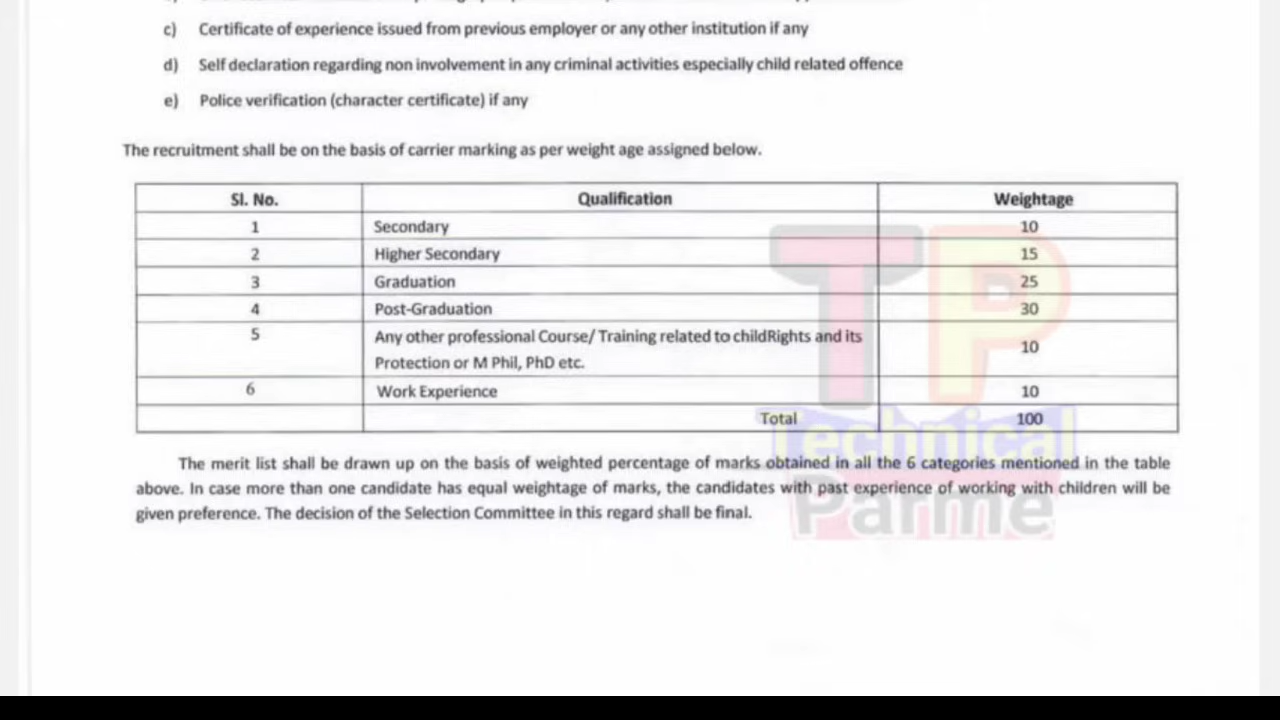 c) Certificate of experience issued from previous employer or any other institution if any
d) Self declaration regarding non involvement in any criminal activities especially child related offence
e) Police verification (character certificate) if any
The recruitment shall be on the basis of carrier marking as per weight age assigned below.
Sl. No. Qualification Weightage
1 Secondary 10
2 Higher Secondary 15
3 Graduation 25
4 Post-Graduation 30
5 Any other professional Course/ Training related to childRights and its
Protection or M Phil, PhD etc. 10
6 Work Experience 10
Total 100
The merit list shall be drawn up on the basis of weighted percentage of marks obtained in all the 6 categories mentioned in the table
above. In case more than one candidate has equal weightage of marks, the candidates with past experience of working with children will be
given preference. The decision of the Selection Committee in this regard shall be final.
TP
Technical
Parme